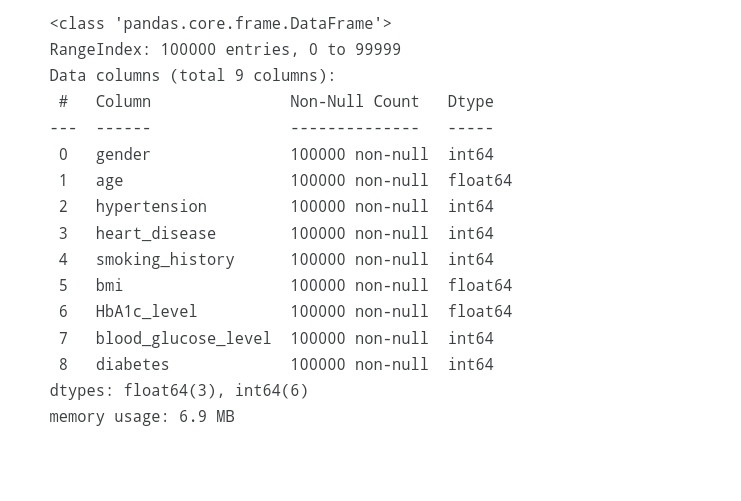 <class 'pandas.core.frame.DataFrame'>
RangeIndex: 100000 entries, 0 to 99999
Data columns (total 9 columns):
 #   Column               Non-Null Count   Dtype
---  ------               --------------   -----
 0   gender               100000 non-null  int64
 1   age                  100000 non-null  float64
 2   hypertension         100000 non-null  int64
 3   heart_disease        100000 non-null  int64
 4   smoking_history      100000 non-null  int64
 5   bmi                  100000 non-null  float64
 6   HbA1c_level          100000 non-null  float64
 7   blood_glucose_level  100000 non-null  int64
 8   diabetes             100000 non-null  int64
dtypes: float64(3), int64(6)
memory usage: 6.9 MB